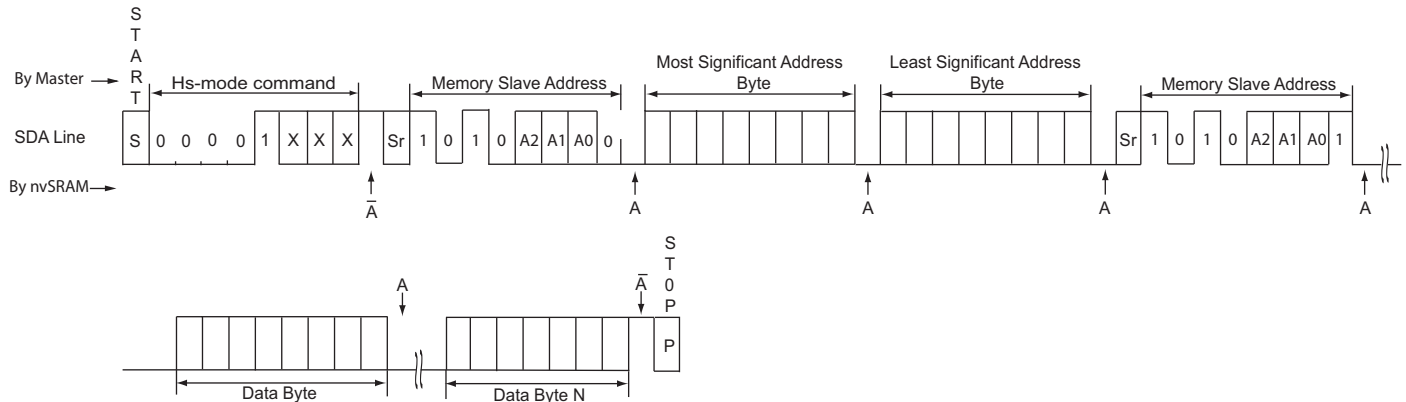 START
By Master
Hs-mode command
Memory Slave Address
Most Significant Address
Byte
Least Significant Address
Byte
Memory Slave Address
SDA Line
S 0 0 0 0 1 X X X Sr 1 0 1 0 A2 A1 A0 0 Sr 1 0 1 0 A2 A1 A0 1
By nvSRAM
A̅ A A A A
A A̅
ST0P
P
Data Byte
Data Byte N